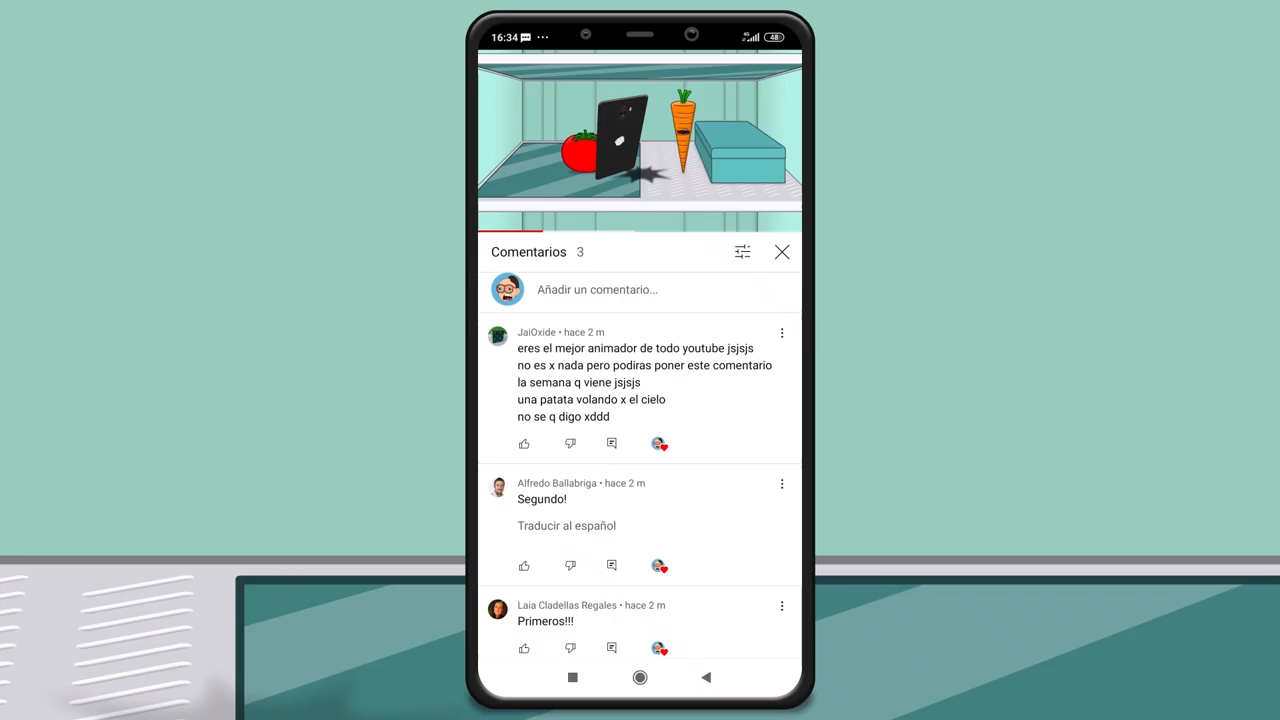 16:34
4G
48
Comentarios 3
Añadir un comentario...
JaiOxide • hace 2 m
eres el mejor animador de todo youtube jsjsjs
no es x nada pero podiras poner este comentario
la semana q viene jsjsjs
una patata volando x el cielo
no se q digo xddd
Alfredo Ballabriga • hace 2 m
Segundo!
Traducir al español
Laia Cladellas Regales • hace 2 m
Primeros!!!